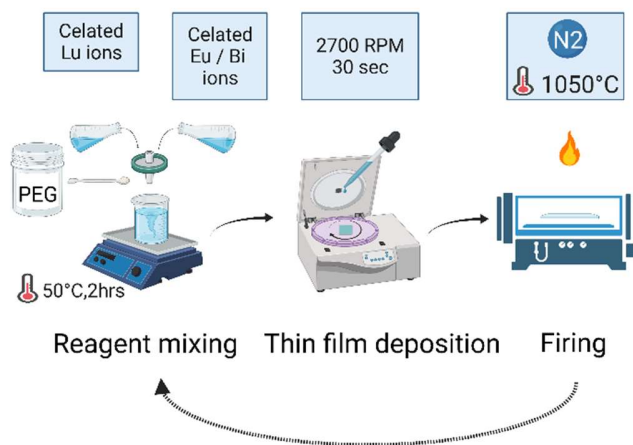 Celated
Lu ions
Celated
Eu / Bi
ions
2700 RPM
30 sec
N2
1050°C
PEG
50°C,2hrs
Reagent mixing
Thin film deposition
Firing